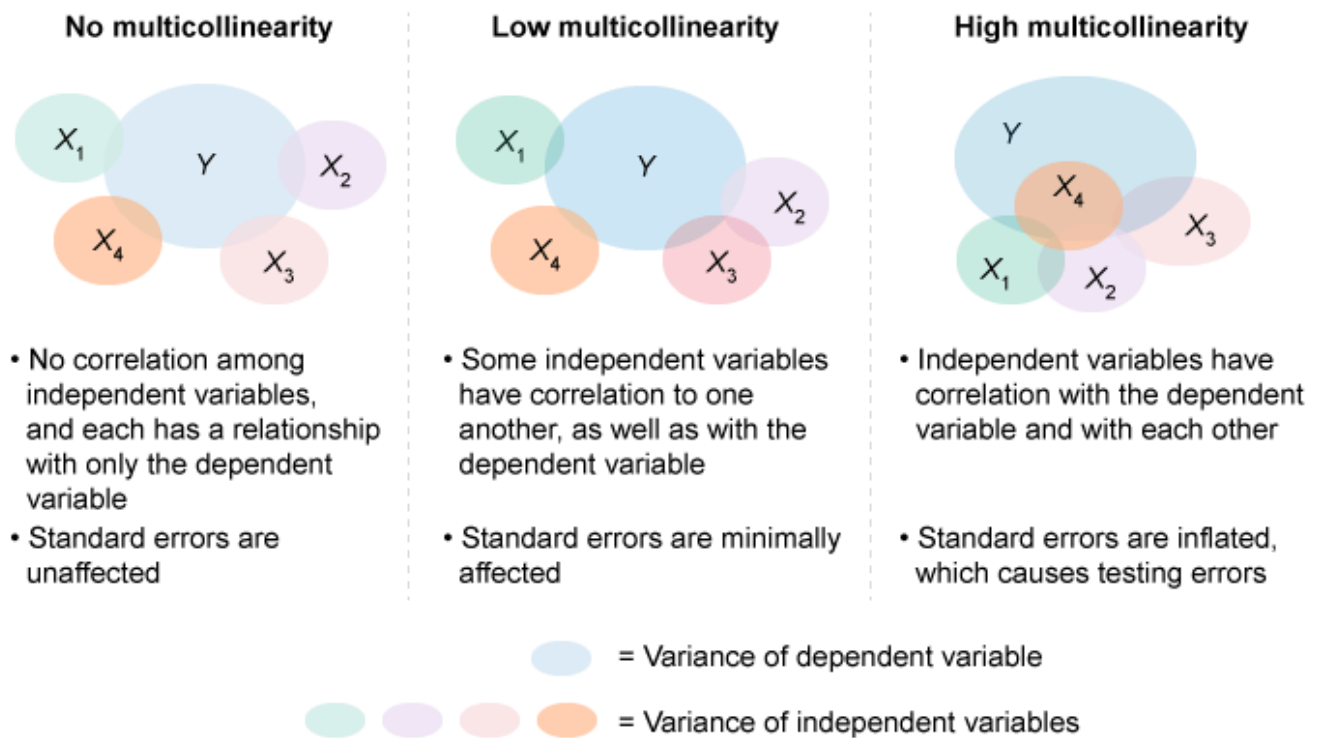 No multicollinearity
X1
Y
X2
X4
X3
• No correlation among
independent variables,
and each has a relationship
with only the dependent
variable
• Standard errors are
unaffected
Low multicollinearity
X1
Y
X2
X4
X3
• Some independent variables
have correlation to one
another, as well as with the
dependent variable
• Standard errors are minimally
affected
High multicollinearity
Y
X4
X3
X1
X2
• Independent variables have
correlation with the dependent
variable and with each other
• Standard errors are inflated,
which causes testing errors
= Variance of dependent variable
= Variance of independent variables